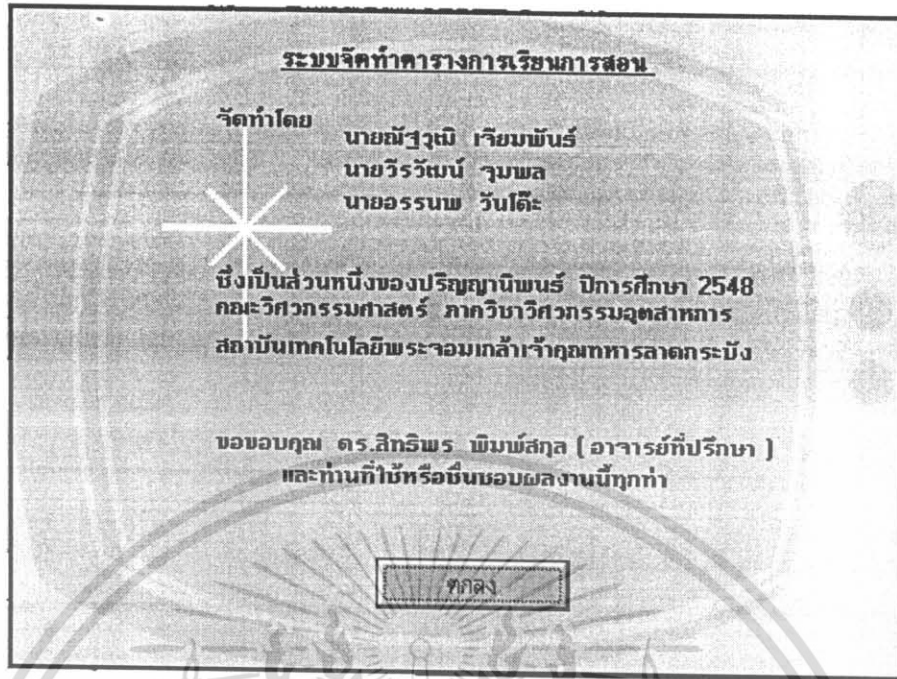 ระบบจัดทำตารางการเรียนการสอน
จัดทำโดย
นายณัฐวุฒิ เจียมพันธ์
นายวีรวัฒน์ จุมพล
นายอรรนพ วันโต๊ะ
ซึ่งเป็นส่วนหนึ่งของปริญญานิพนธ์ ปีการศึกษา 2548
คณะวิศวกรรมศาสตร์ ภาควิชาวิศวกรรมอุตสาหการ
สถาบันเทคโนโลยีพระจอมเกล้าเจ้าคุณทหารลาดกระบัง
ขอขอบคุณ ดร.สิทธิพร พิมพ์สกุล ( อาจารย์ที่ปรึกษา )
และท่านที่ใช้หรือชื่นชอบผลงานนี้ทุกท่า
ตกลง